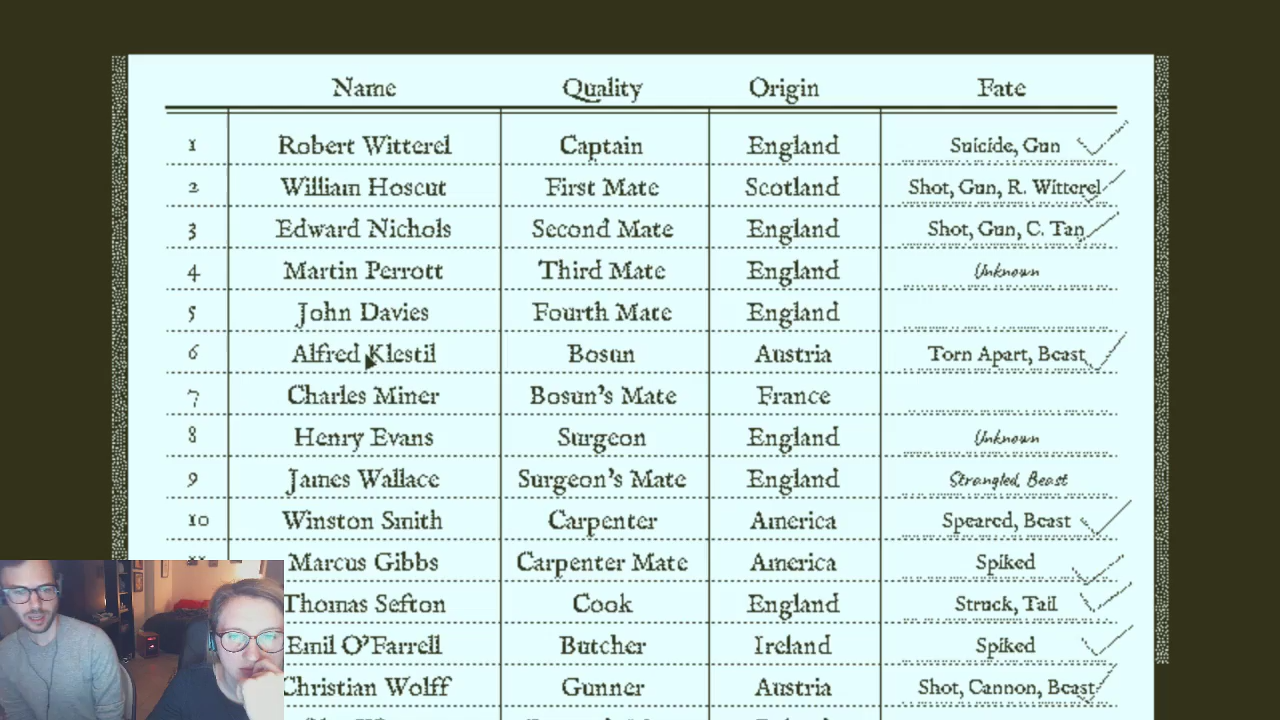 Name Quality Origin Fate
1 Robert Witterel Captain England Suicide, Gun
2 William Hoscut First Mate Scotland Shot, Gun, R. Witterel
3 Edward Nichols Second Mate England Shot, Gun, C. Tan
4 Martin Perrott Third Mate England Unknown
5 John Davies Fourth Mate England
6 Alfred Klestil Bosun Austria Torn Apart, Beast
7 Charles Miner Bosun's Mate France
8 Henry Evans Surgeon England Unknown
9 James Wallace Surgeon's Mate England Strangled, Beast
10 Winston Smith Carpenter America Speared, Beast
Marcus Gibbs Carpenter Mate America Spiked
Thomas Sefton Cook England Struck, Tail
Emil O'Farrell Butcher Ireland Spiked
Christian Wolff Gunner Austria Shot, Cannon, Beast